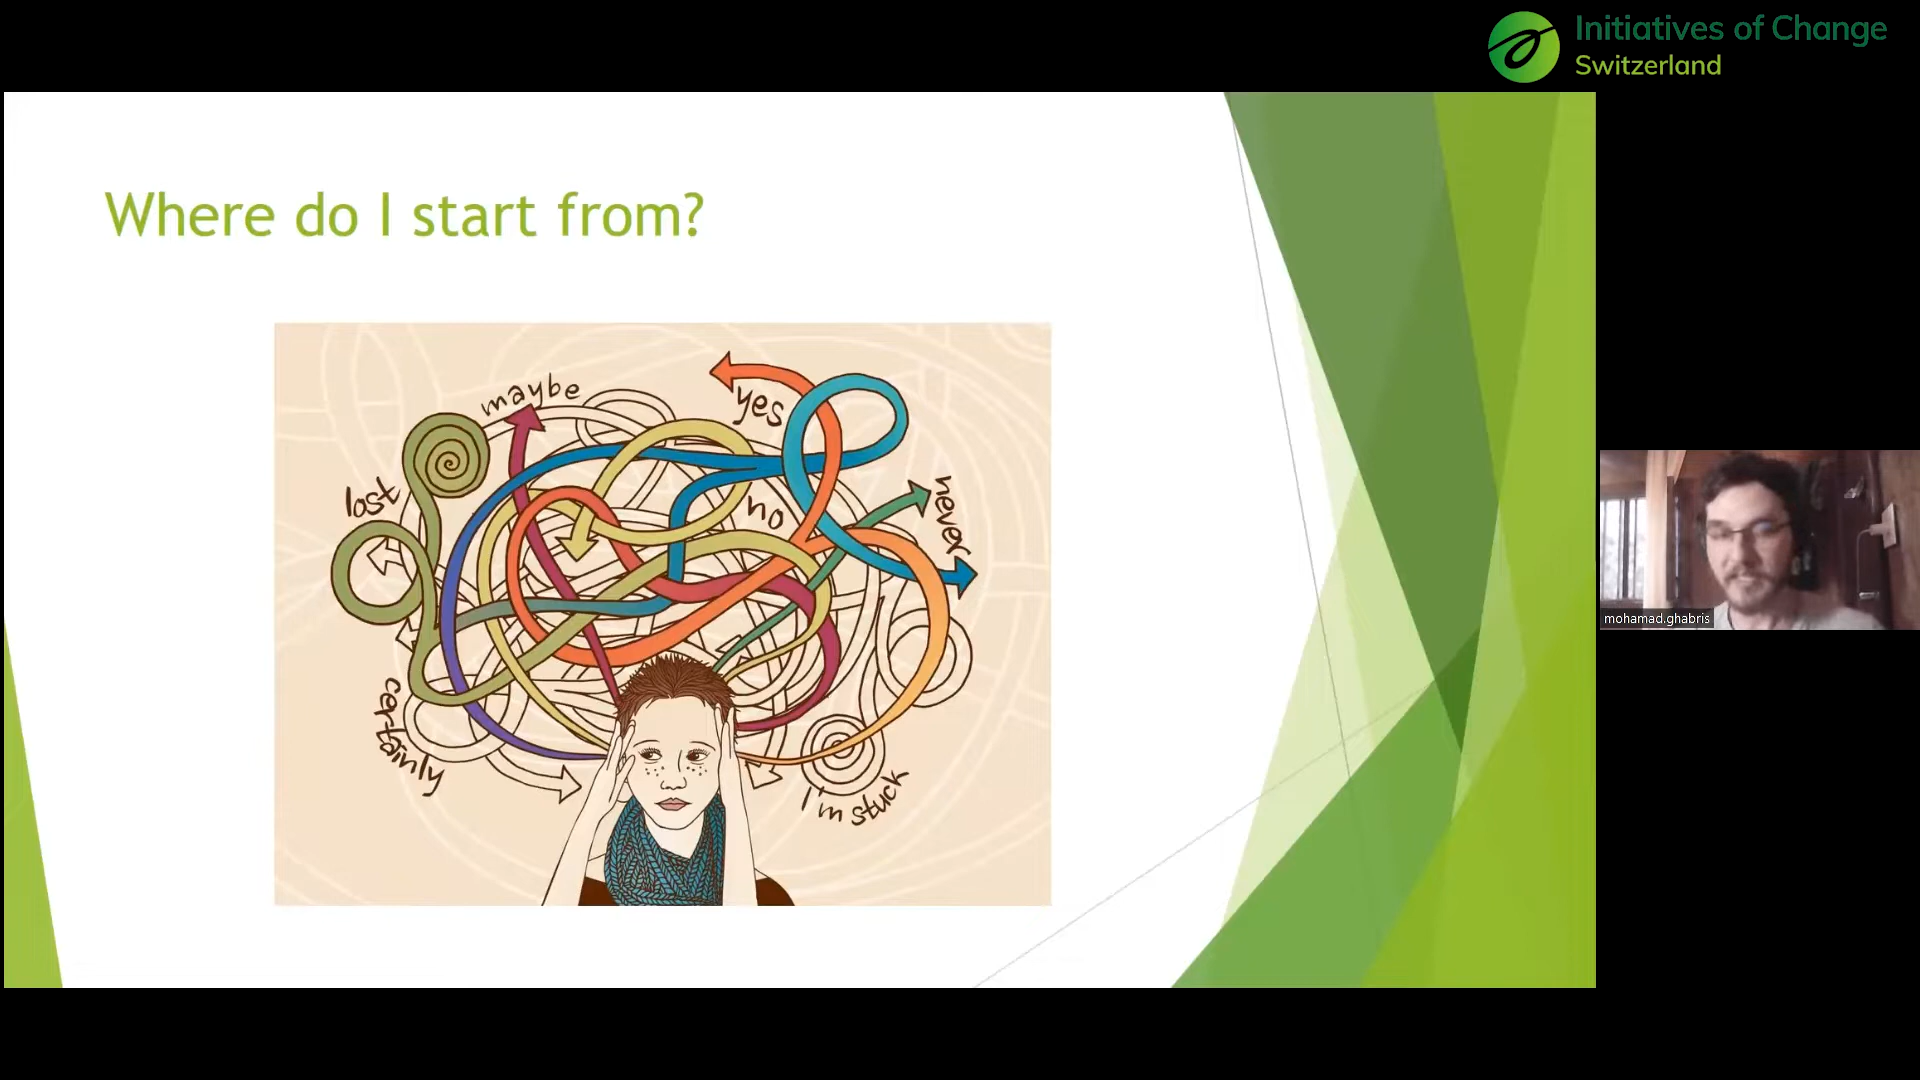 Initiatives of Change
Switzerland
Where do I start from?
maybe
yes
lost
no
never
certainly
I'm stuck
mohamad.ghabris